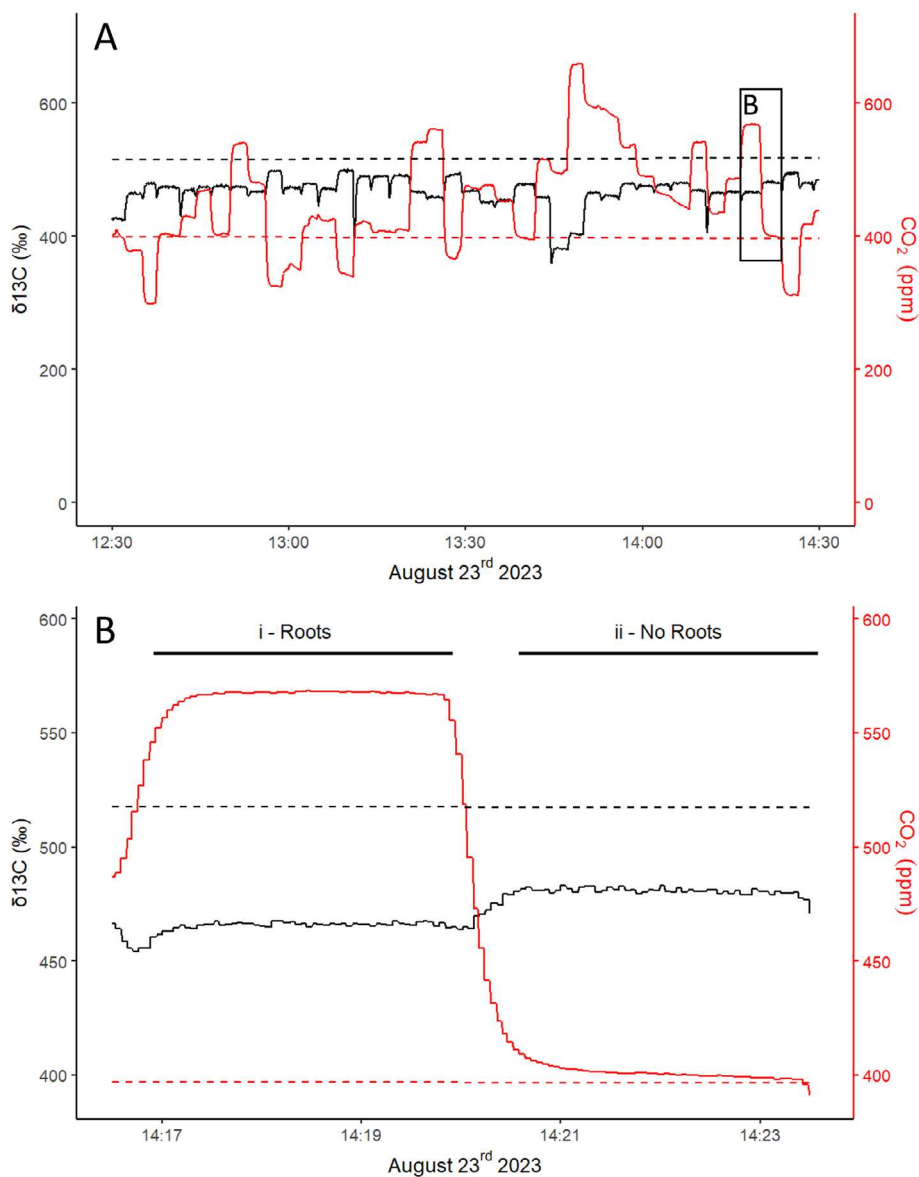 A
B
600
400
200
0
δ13C (‰)
600
400
200
0
CO₂ (ppm)
12:30
13:00
13:30
14:00
14:30
August 23ʳᵈ 2023
B
i - Roots
ii - No Roots
600
550
500
450
400
δ13C (‰)
600
550
500
450
400
CO₂ (ppm)
14:17
14:19
14:21
14:23
August 23ʳᵈ 2023